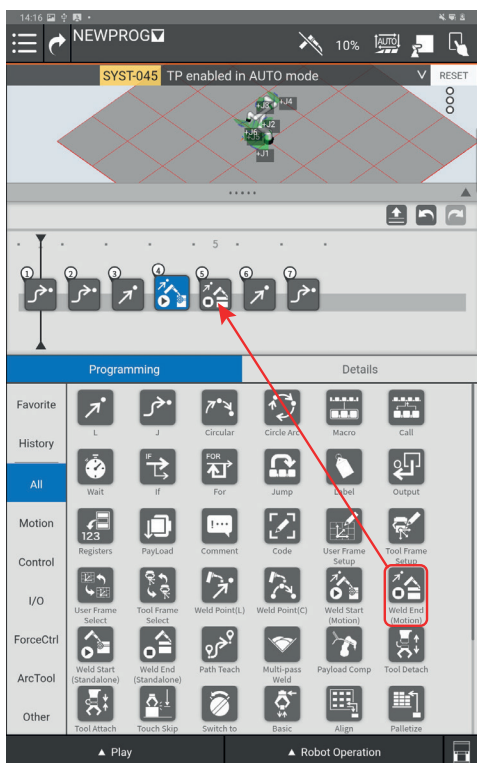 14:16
NEWPROG
10%
AUTO
SYST-045 TP enabled in AUTO mode
RESET
+J3 +J4
+J2
+J1
5
1 2 3 4 5 6 7
Programming Details
Favorite
History
All
Motion
Control
I/O
ForceCtrl
ArcTool
Other
L J Circular Circle Arc Macro Call
IF FOR
Wait If For Jump Label Output
123
Registers PayLoad Comment Code User Frame Setup Tool Frame Setup
User Frame Select Tool Frame Select Weld Point(L) Weld Point(C) Weld Start (Motion) Weld End (Motion)
Weld Start (Standalone) Weld End (Standalone) Path Teach Multi-pass Weld Payload Comp Tool Detach
Tool Attach Touch Skip Switch to Basic Align Palletize
▲ Play ▲ Robot Operation